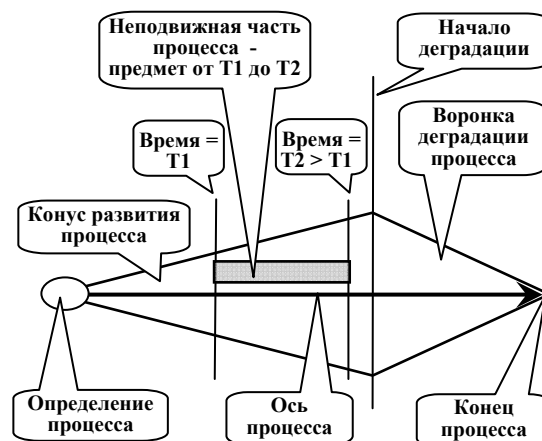 Неподвижная часть
процесса -
предмет от Т1 до Т2
Начало
деградации
Время =
Т1
Время =
Т2 > Т1
Воронка
деградации
процесса
Конус развития
процесса
Определение
процесса
Ось
процесса
Конец
процесса